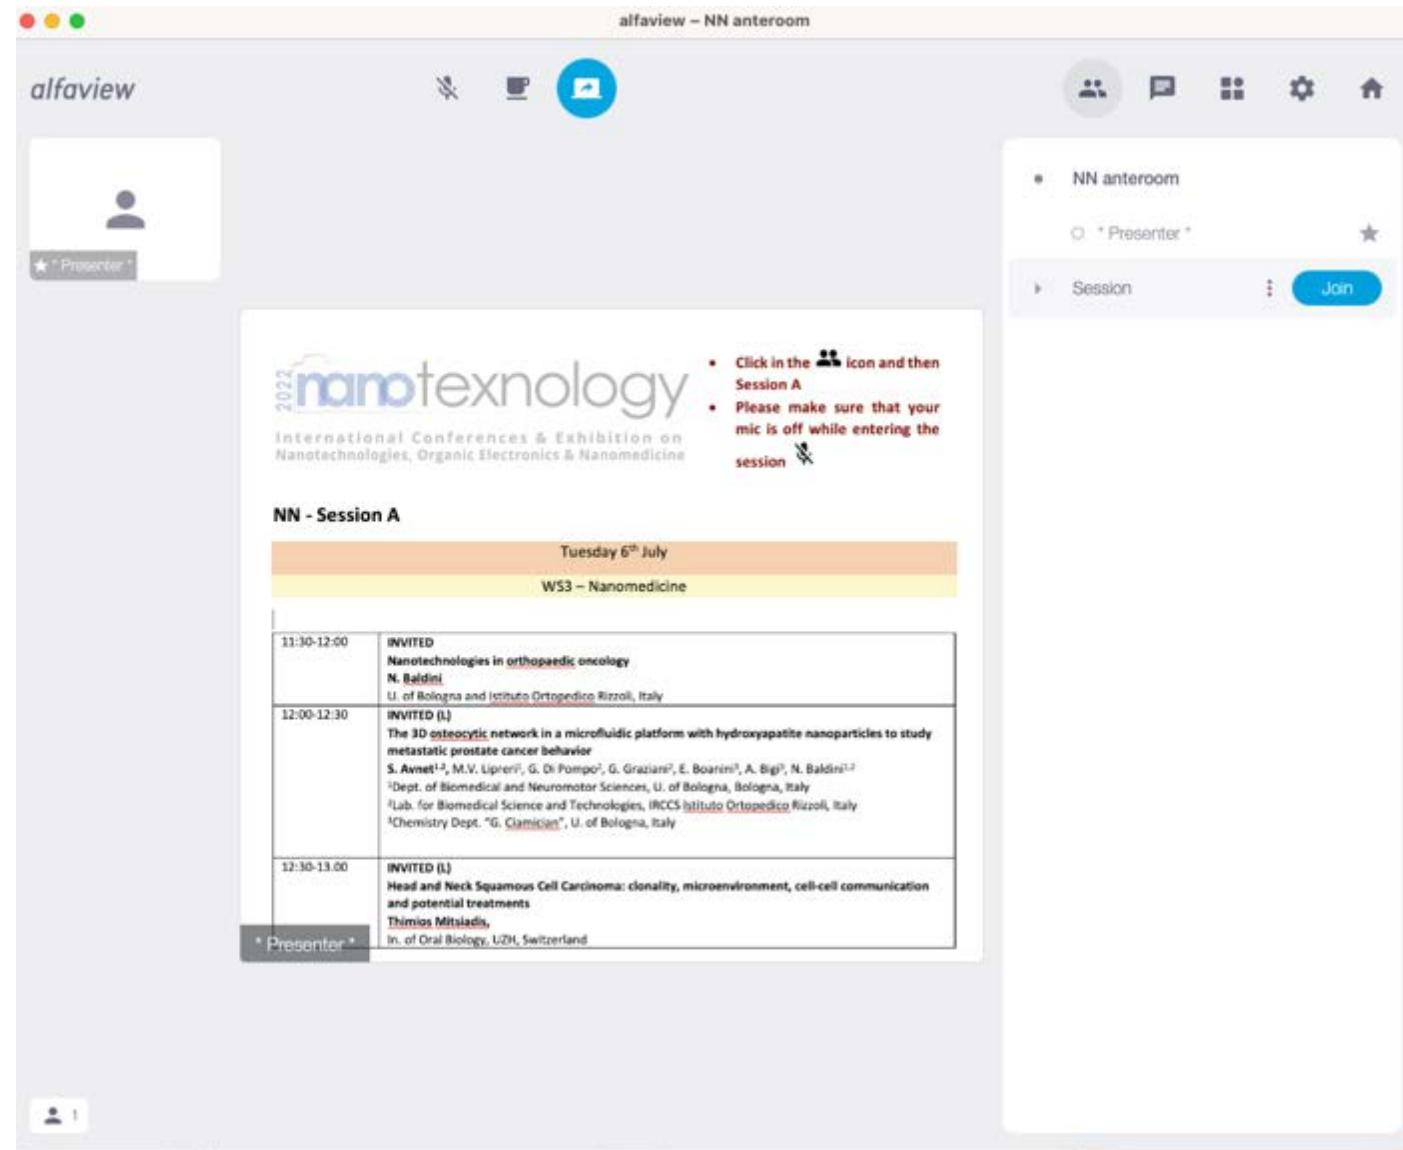 alfaview – NN anteroom
alfaview
* Presenter *
NN anteroom
* Presenter *
Session
Join
2022
nanotexnology
International Conferences & Exhibition on
Nanotechnologies, Organic Electronics & Nanomedicine
• Click in the icon and then
Session A
• Please make sure that your
mic is off while entering the
session
NN - Session A
Tuesday 6th July
WS3 – Nanomedicine
11:30-12:00
INVITED
Nanotechnologies in orthopaedic oncology
N. Baldini
U. of Bologna and Istituto Ortopedico Rizzoli, Italy
12:00-12:30
INVITED (L)
The 3D osteocytic network in a microfluidic platform with hydroxyapatite nanoparticles to study
metastatic prostate cancer behavior
S. Avnet1,2, M.V. Lipreri1, G. Di Pompo2, G. Graziani2, E. Boanini3, A. Bigi3, N. Baldini1,2
1Dept. of Biomedical and Neuromotor Sciences, U. of Bologna, Bologna, Italy
2Lab. for Biomedical Science and Technologies, IRCCS Istituto Ortopedico Rizzoli, Italy
3Chemistry Dept. "G. Ciamician", U. of Bologna, Italy
12:30-13.00
INVITED (L)
Head and Neck Squamous Cell Carcinoma: clonality, microenvironment, cell-cell communication
and potential treatments
Thimios Mitsiadis,
In. of Oral Biology, UZH, Switzerland
* Presenter *
1